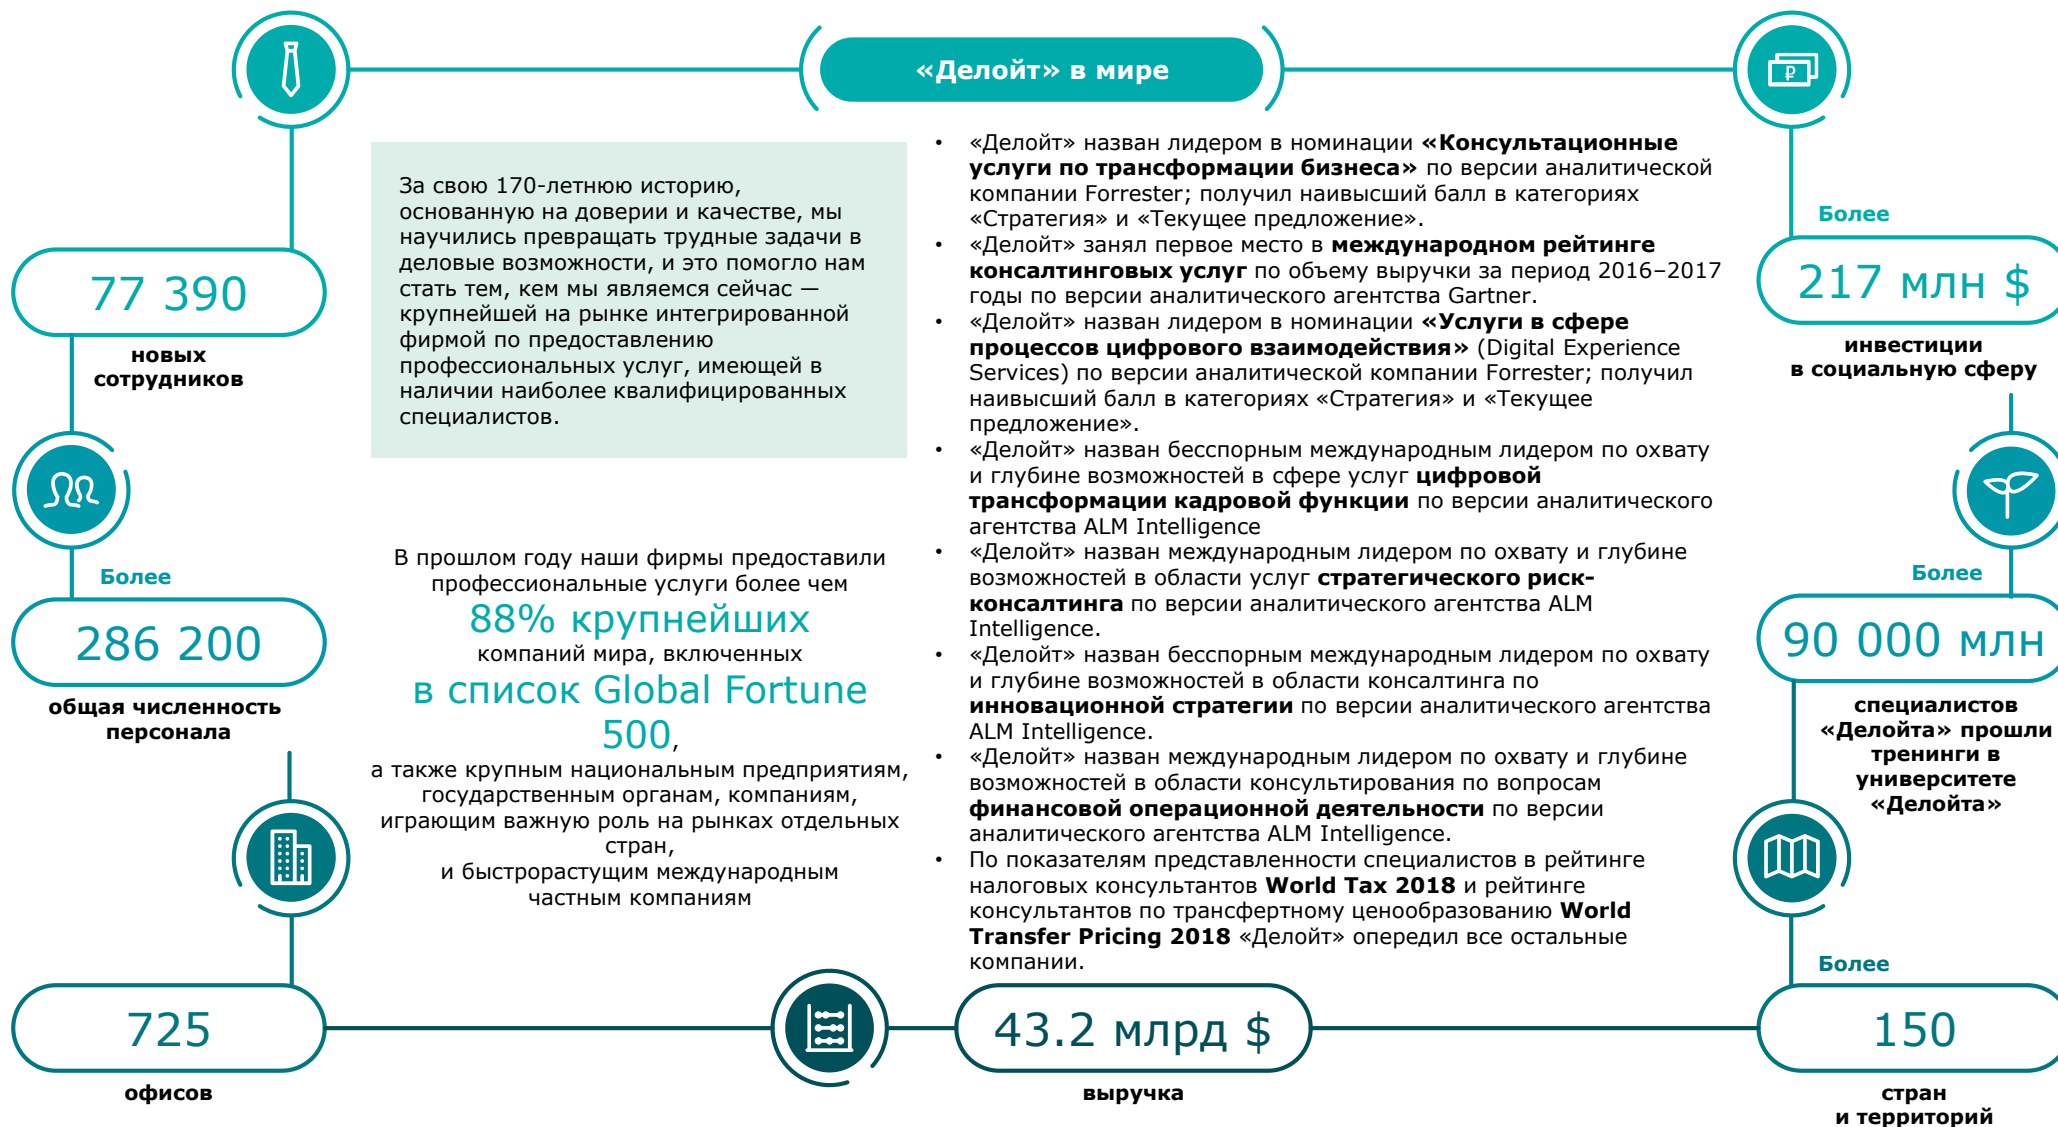 «Делойт» в мире
За свою 170-летнюю историю,
основанную на доверии и качестве, мы
научились превращать трудные задачи в
деловые возможности, и это помогло нам
стать тем, кем мы являемся сейчас —
крупнейшей на рынке интегрированной
фирмой по предоставлению
профессиональных услуг, имеющей в
наличии наиболее квалифицированных
специалистов.
77 390
новых
сотрудников
Более
286 200
общая численность
персонала
725
офисов
В прошлом году наши фирмы предоставили
профессиональные услуги более чем
88% крупнейших
компаний мира, включенных
в список Global Fortune
500,
а также крупным национальным предприятиям,
государственным органам, компаниям,
играющим важную роль на рынках отдельных
стран,
и быстрорастущим международным
частным компаниям
• «Делойт» назван лидером в номинации «Консультационные
услуги по трансформации бизнеса» по версии аналитической
компании Forrester; получил наивысший балл в категориях
«Стратегия» и «Текущее предложение».
• «Делойт» занял первое место в международном рейтинге
консалтинговых услуг по объему выручки за период 2016–2017
годы по версии аналитического агентства Gartner.
• «Делойт» назван лидером в номинации «Услуги в сфере
процессов цифрового взаимодействия» (Digital Experience
Services) по версии аналитической компании Forrester; получил
наивысший балл в категориях «Стратегия» и «Текущее
предложение».
• «Делойт» назван бесспорным международным лидером по охвату
и глубине возможностей в сфере услуг цифровой
трансформации кадровой функции по версии аналитического
агентства ALM Intelligence
• «Делойт» назван международным лидером по охвату и глубине
возможностей в области услуг стратегического риск-
консалтинга по версии аналитического агентства ALM
Intelligence.
• «Делойт» назван бесспорным международным лидером по охвату
и глубине возможностей в области консалтинга по
инновационной стратегии по версии аналитического агентства
ALM Intelligence.
• «Делойт» назван международным лидером по охвату и глубине
возможностей в области консультирования по вопросам
финансовой операционной деятельности по версии
аналитического агентства ALM Intelligence.
• По показателям представленности специалистов в рейтинге
налоговых консультантов World Tax 2018 и рейтинге
консультантов по трансфертному ценообразованию World
Transfer Pricing 2018 «Делойт» опередил все остальные
компании.
43.2 млрд $
выручка
₽
Более
217 млн $
инвестиции
в социальную сферу
Более
90 000 млн
специалистов
«Делойта» прошли
тренинги в
университете
«Делойта»
Более
150
стран
и территорий